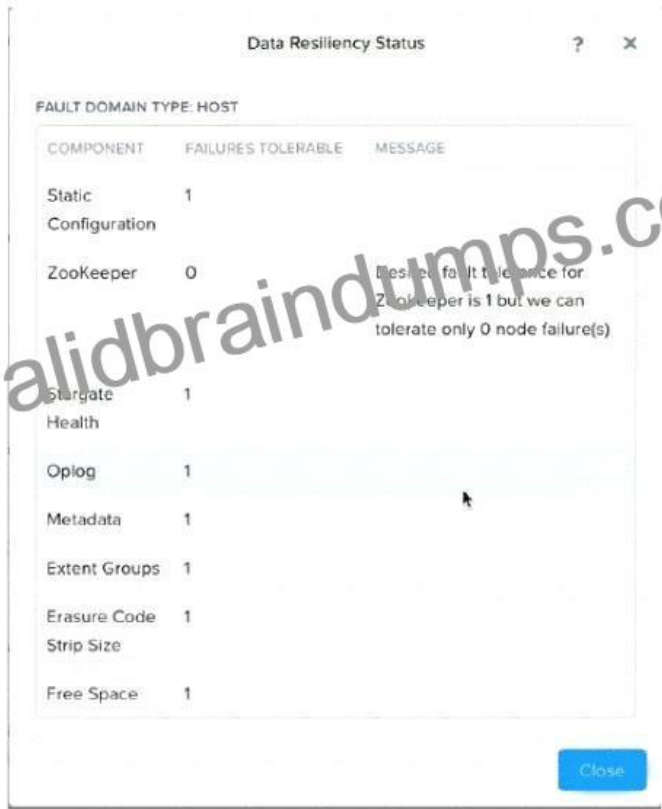 Data Resiliency Status ? ×
FAULT DOMAIN TYPE: HOST
COMPONENT FAILURES TOLERABLE MESSAGE
Static 1
Configuration
ZooKeeper 0 Desired fault tolerance for
ZooKeeper is 1 but we can
tolerate only 0 node failure(s)
alidbraindumps.co
Stargate 1
Health
Oplog 1
Metadata 1
Extent Groups 1
Erasure Code 1
Strip Size
Free Space 1
Close